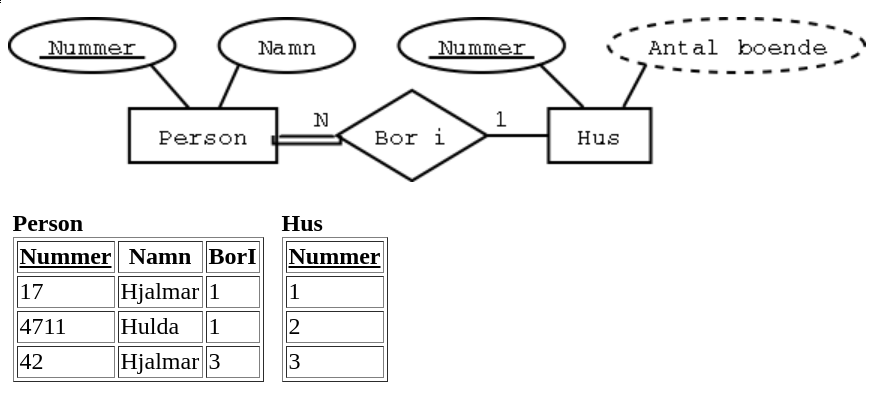 Nummer Namn Nummer Antal boende
N 1
Person Bor i Hus
Person Hus
Nummer Namn BorI Nummer
17 Hjalmar 1 1
4711 Hulda 1 2
42 Hjalmar 3 3